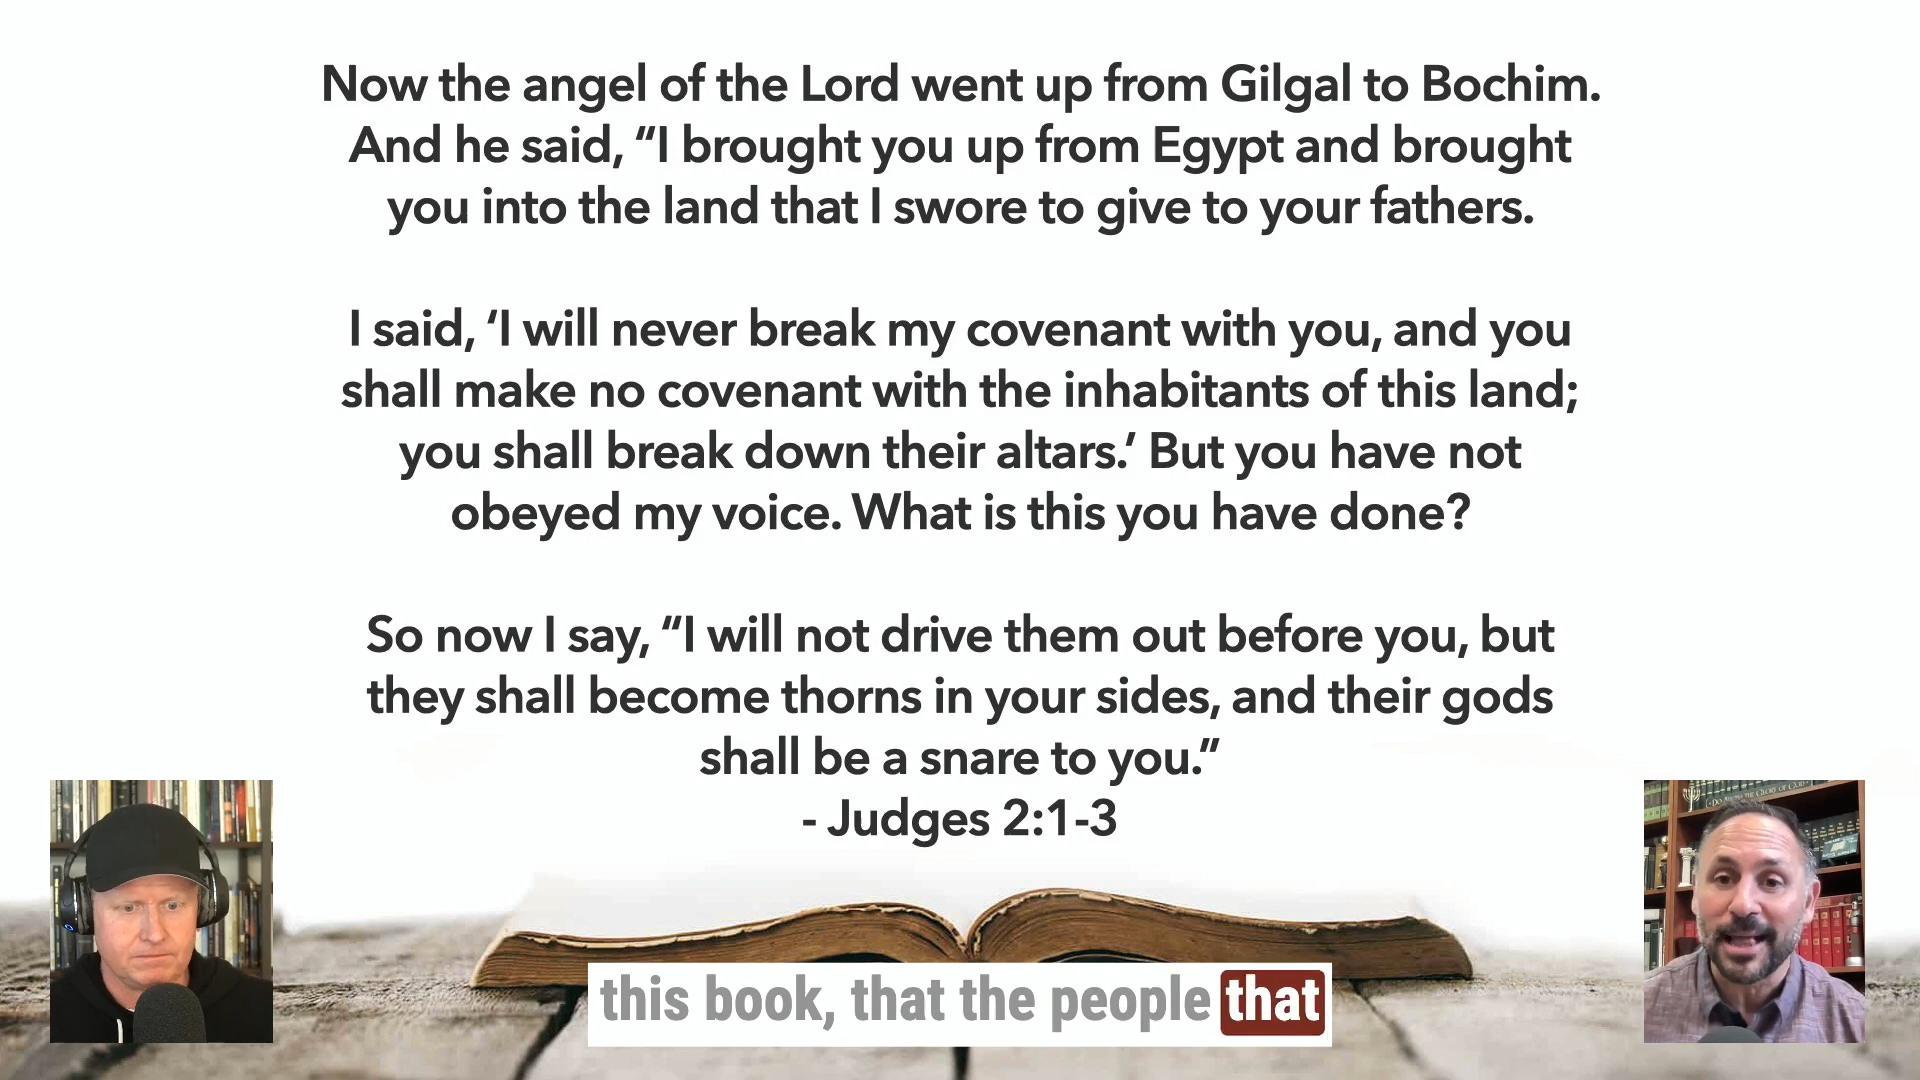 Now the angel of the Lord went up from Gilgal to Bochim.
And he said, “I brought you up from Egypt and brought
you into the land that I swore to give to your fathers.
I said, ‘I will never break my covenant with you, and you
shall make no covenant with the inhabitants of this land;
you shall break down their altars.’ But you have not
obeyed my voice. What is this you have done?
So now I say, “I will not drive them out before you, but
they shall become thorns in your sides, and their gods
shall be a snare to you.”
- Judges 2:1-3
this book, that the people that